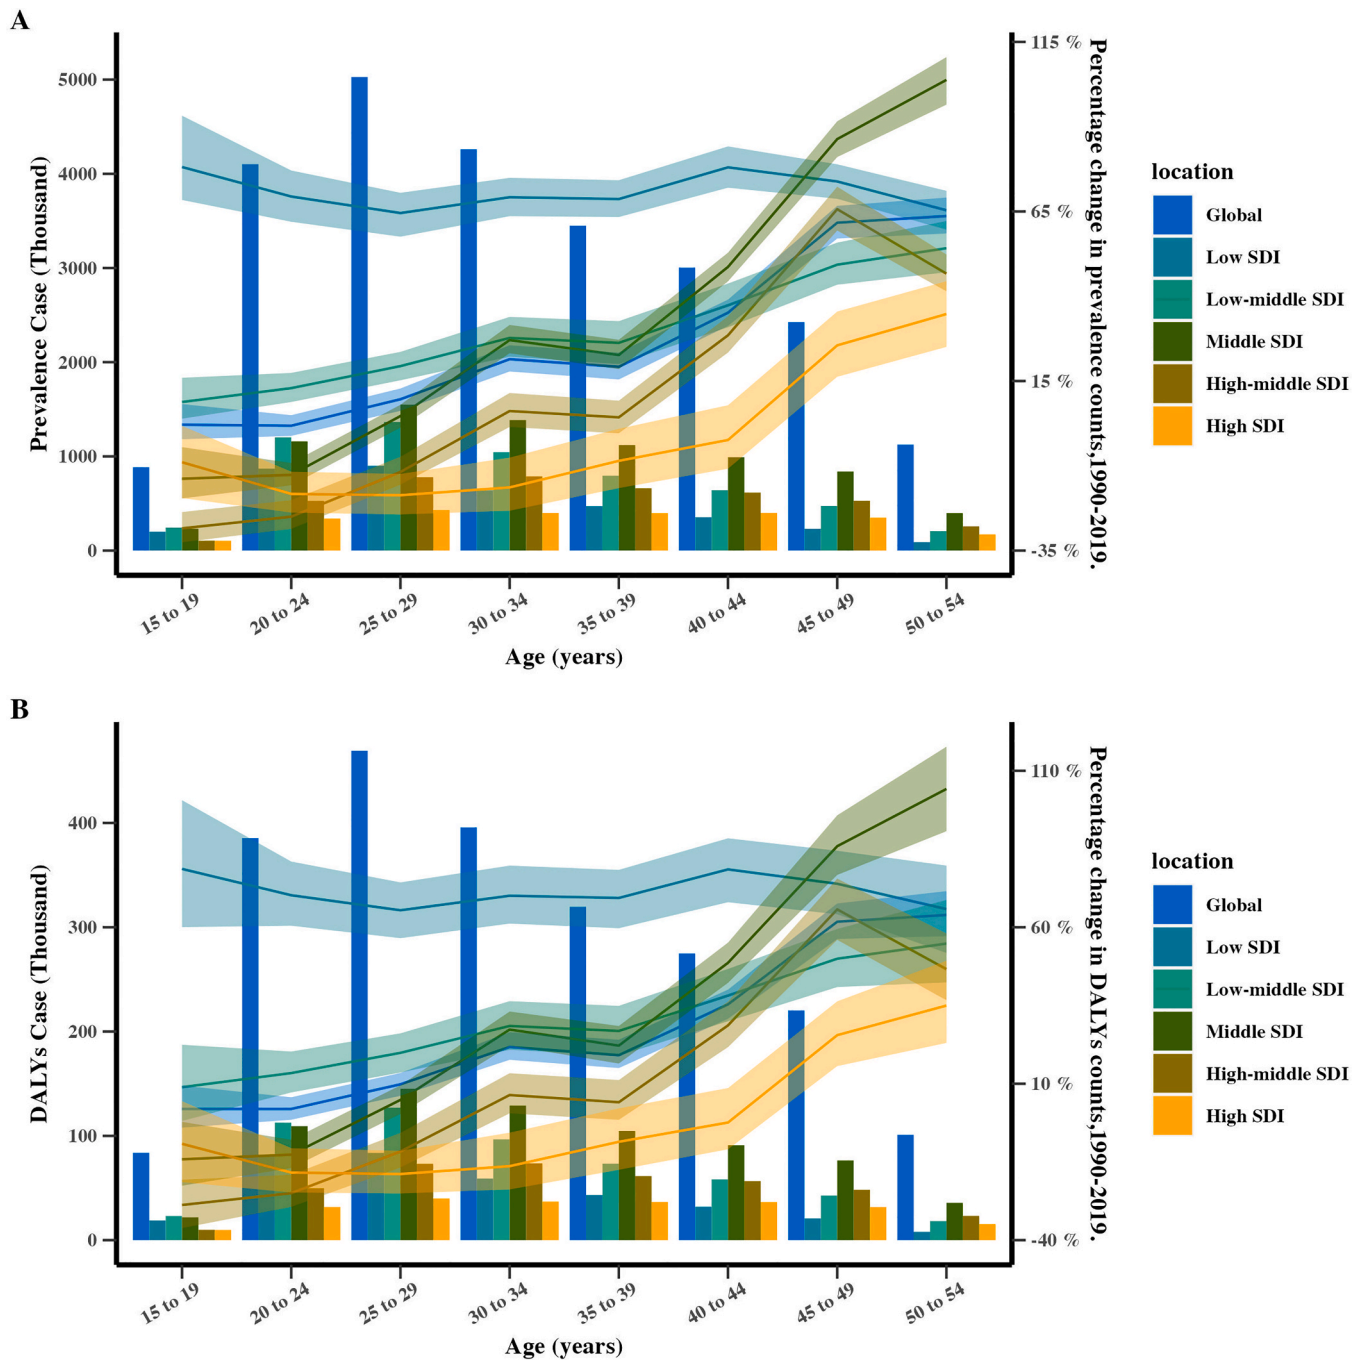 A
Prevalence Case (Thousand)
5000
4000
3000
2000
1000
0
115 %
65 %
15 %
-35 %
Percentage change in prevalence counts,1990-2019.
15 to 19
20 to 24
25 to 29
30 to 34
35 to 39
40 to 44
45 to 49
50 to 54
Age (years)
location
Global
Low SDI
Low-middle SDI
Middle SDI
High-middle SDI
High SDI
B
DALYs Case (Thousand)
400
300
200
100
0
110 %
60 %
10 %
-40 %
Percentage change in DALYs counts,1990-2019.
15 to 19
20 to 24
25 to 29
30 to 34
35 to 39
40 to 44
45 to 49
50 to 54
Age (years)
location
Global
Low SDI
Low-middle SDI
Middle SDI
High-middle SDI
High SDI